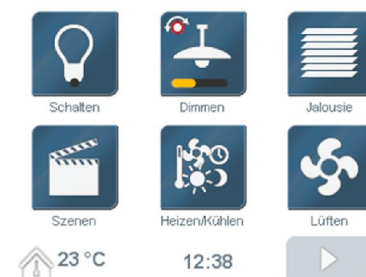 Schalten Dimmen Jalousie
Szenen Heizen/Kühlen Lüften
23 °C 12:38